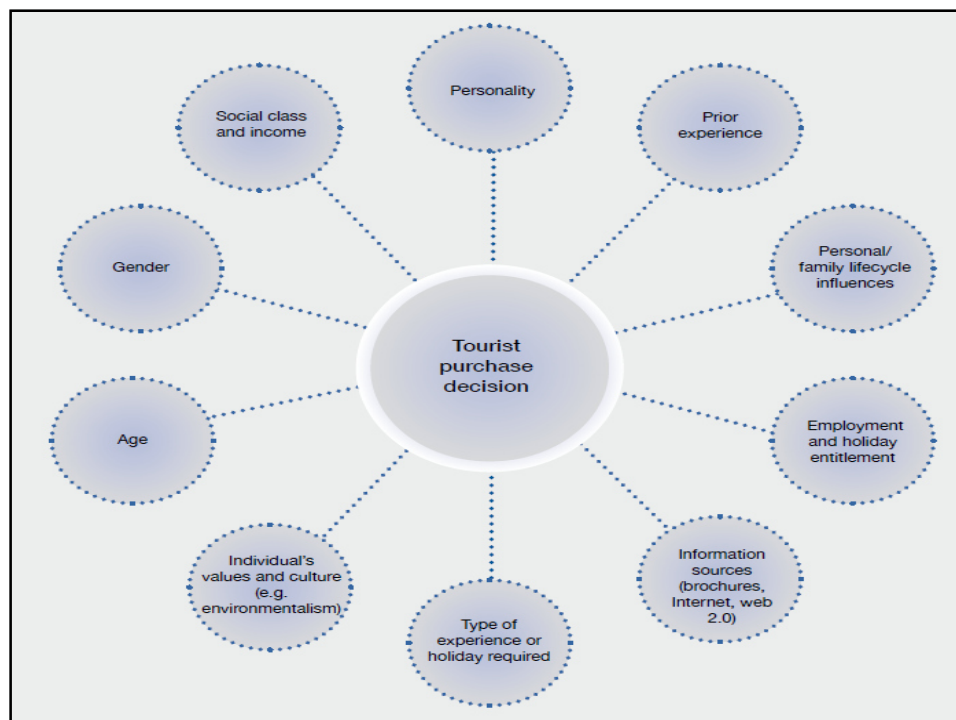 Personality
Social class
and income
Prior
experience
Gender
Personal/
family lifecycle
influences
Tourist
purchase
decision
Age
Employment
and holiday
entitlement
Individual's
values and culture
(e.g.
environmentalism)
Information
sources
(brochures,
Internet, web
2.0)
Type of
experience or
holiday required